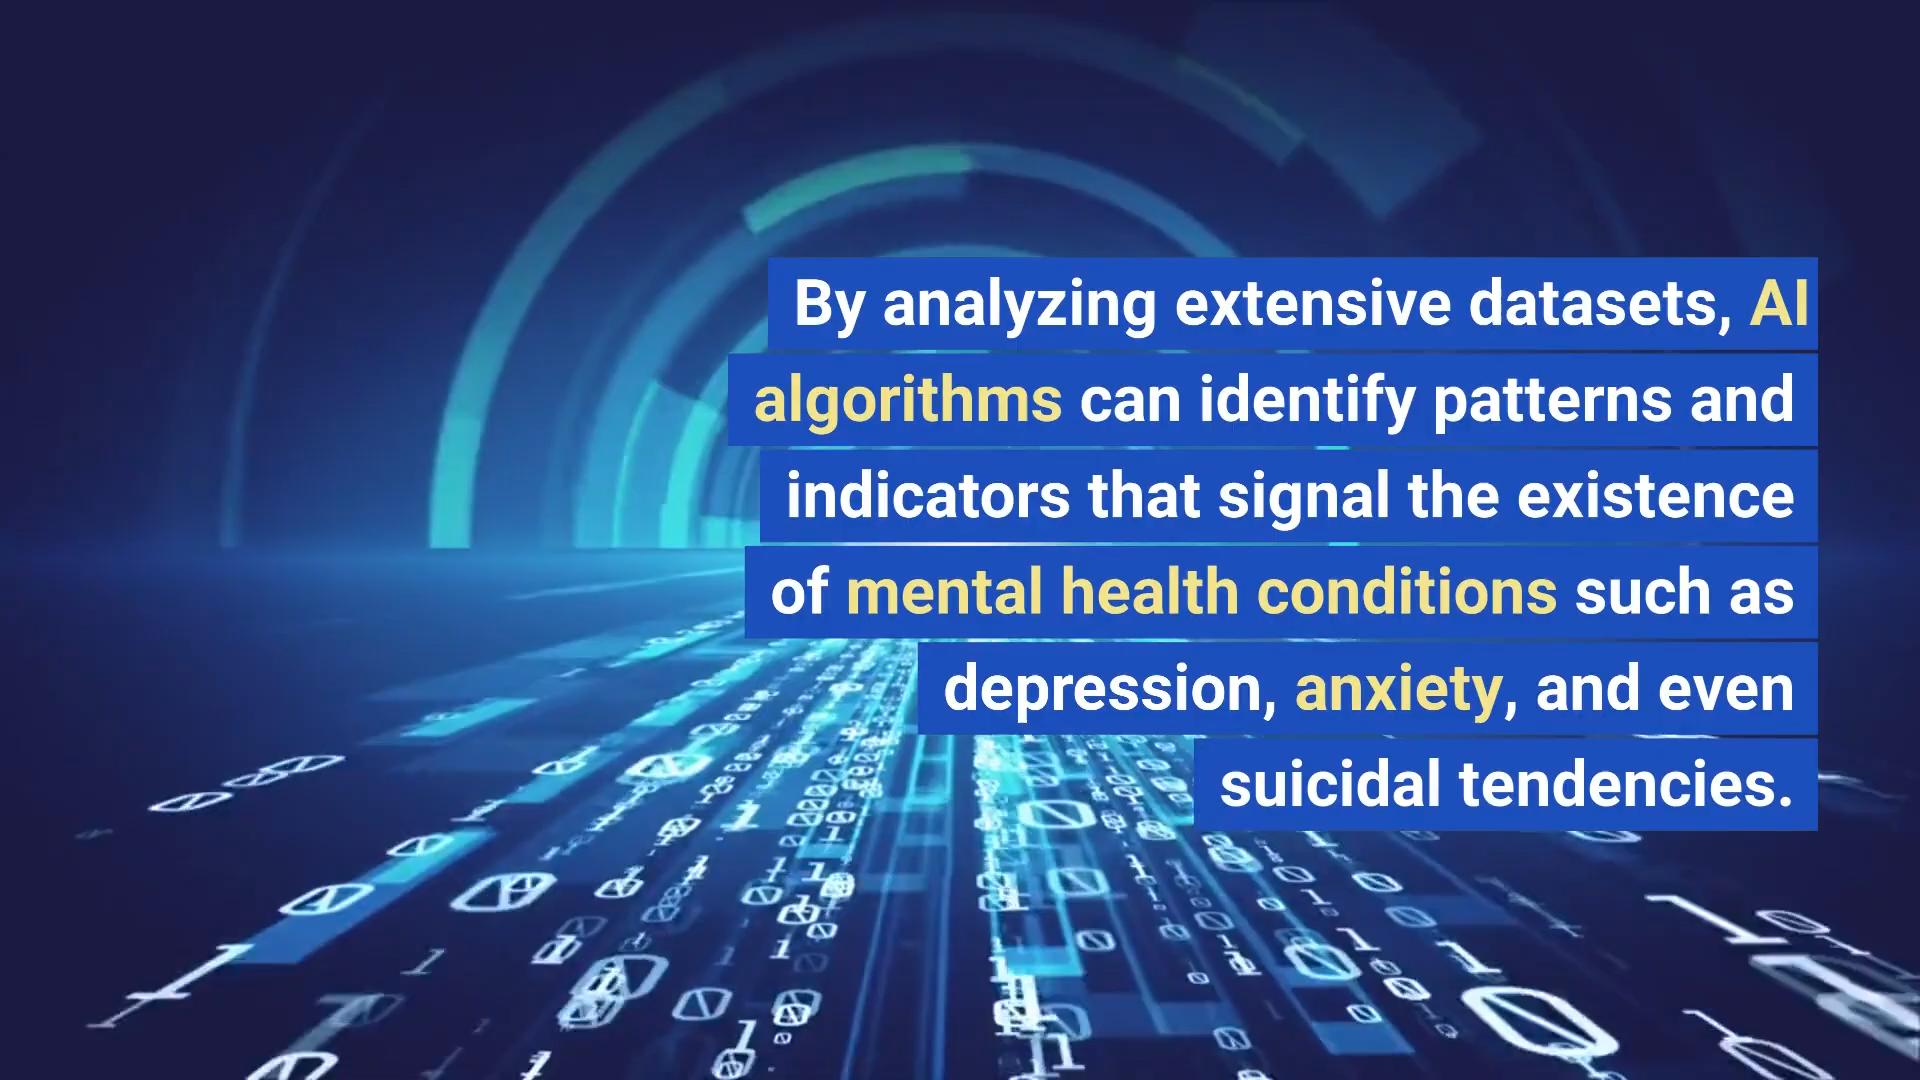 By analyzing extensive datasets, AI
algorithms can identify patterns and
indicators that signal the existence
of mental health conditions such as
depression, anxiety, and even
suicidal tendencies.